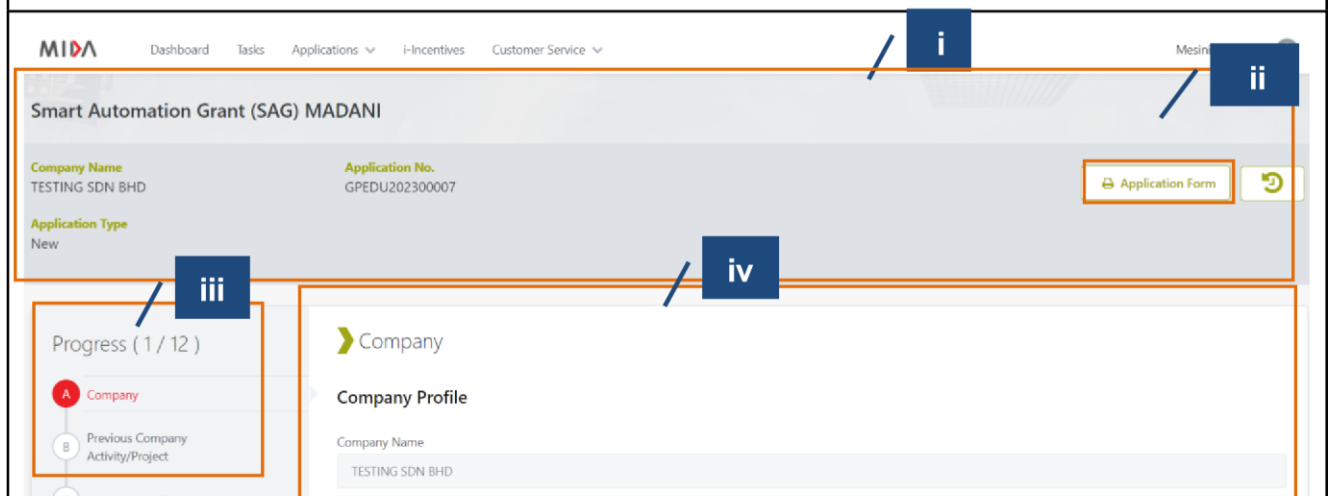 MIDA Dashboard Tasks Applications i-Incentives Customer Service i Mesini
ii
Smart Automation Grant (SAG) MADANI
Company Name Application No.
TESTING SDN BHD GPEDU202300007
Application Form
Application Type
New
iii
iv
Progress ( 1 / 12 )
A Company
B Previous Company
Activity/Project
Company
Company Profile
Company Name
TESTING SDN BHD